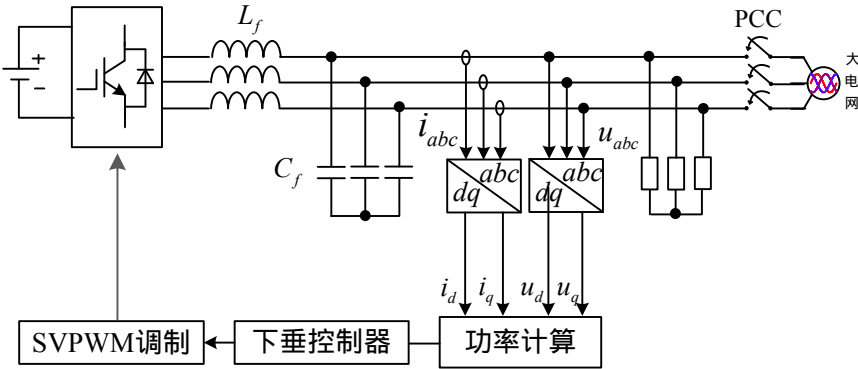 L_f
PCC
+
−
大电网
i_abc
u_abc
C_f
abc
dq
abc
dq
i_d
i_q
u_d
u_q
SVPWM调制
下垂控制器
功率计算